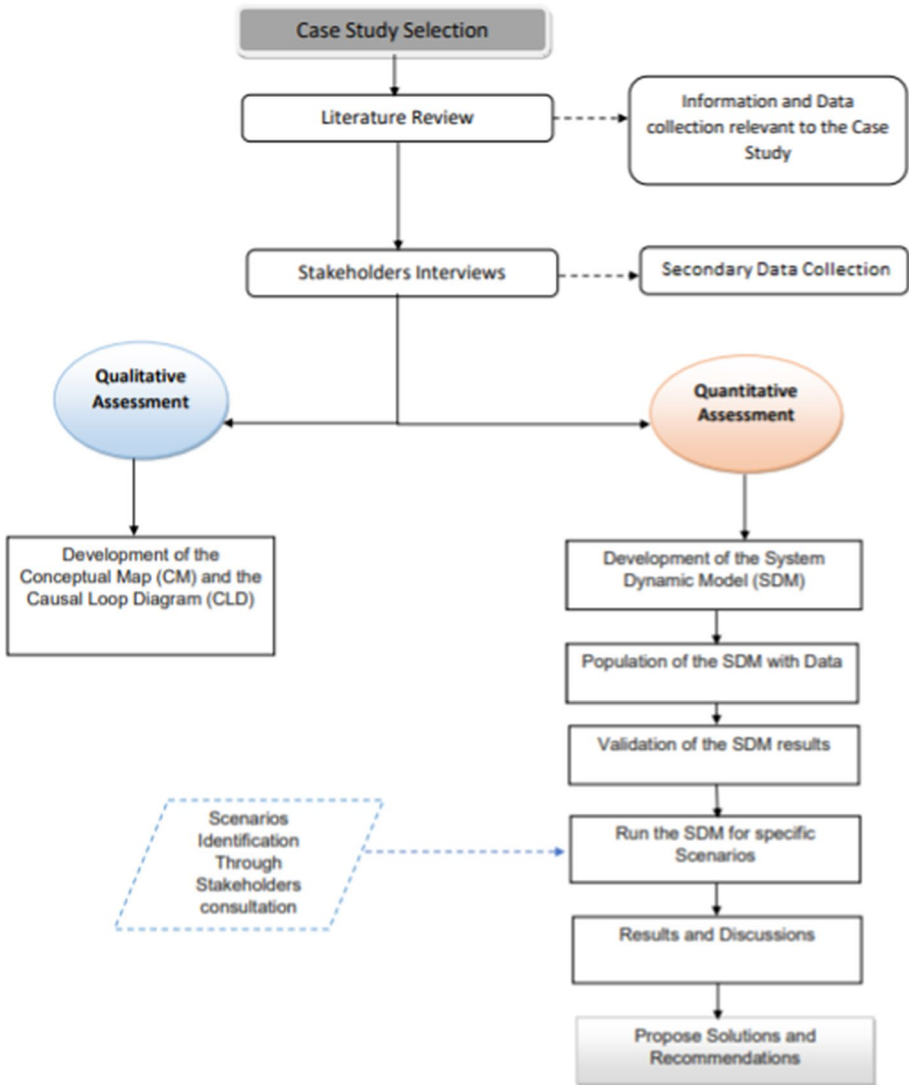 Case Study Selection
Literature Review
Information and Data
collection relevant to the Case
Study
Stakeholders Interviews
Secondary Data Collection
Qualitative
Assessment
Quantitative
Assessment
Development of the
Conceptual Map (CM) and the
Causal Loop Diagram (CLD)
Development of the System
Dynamic Model (SDM)
Population of the SDM with Data
Validation of the SDM results
Scenarios
Identification
Through
Stakeholders
consultation
Run the SDM for specific
Scenarios
Results and Discussions
Propose Solutions and
Recommendations